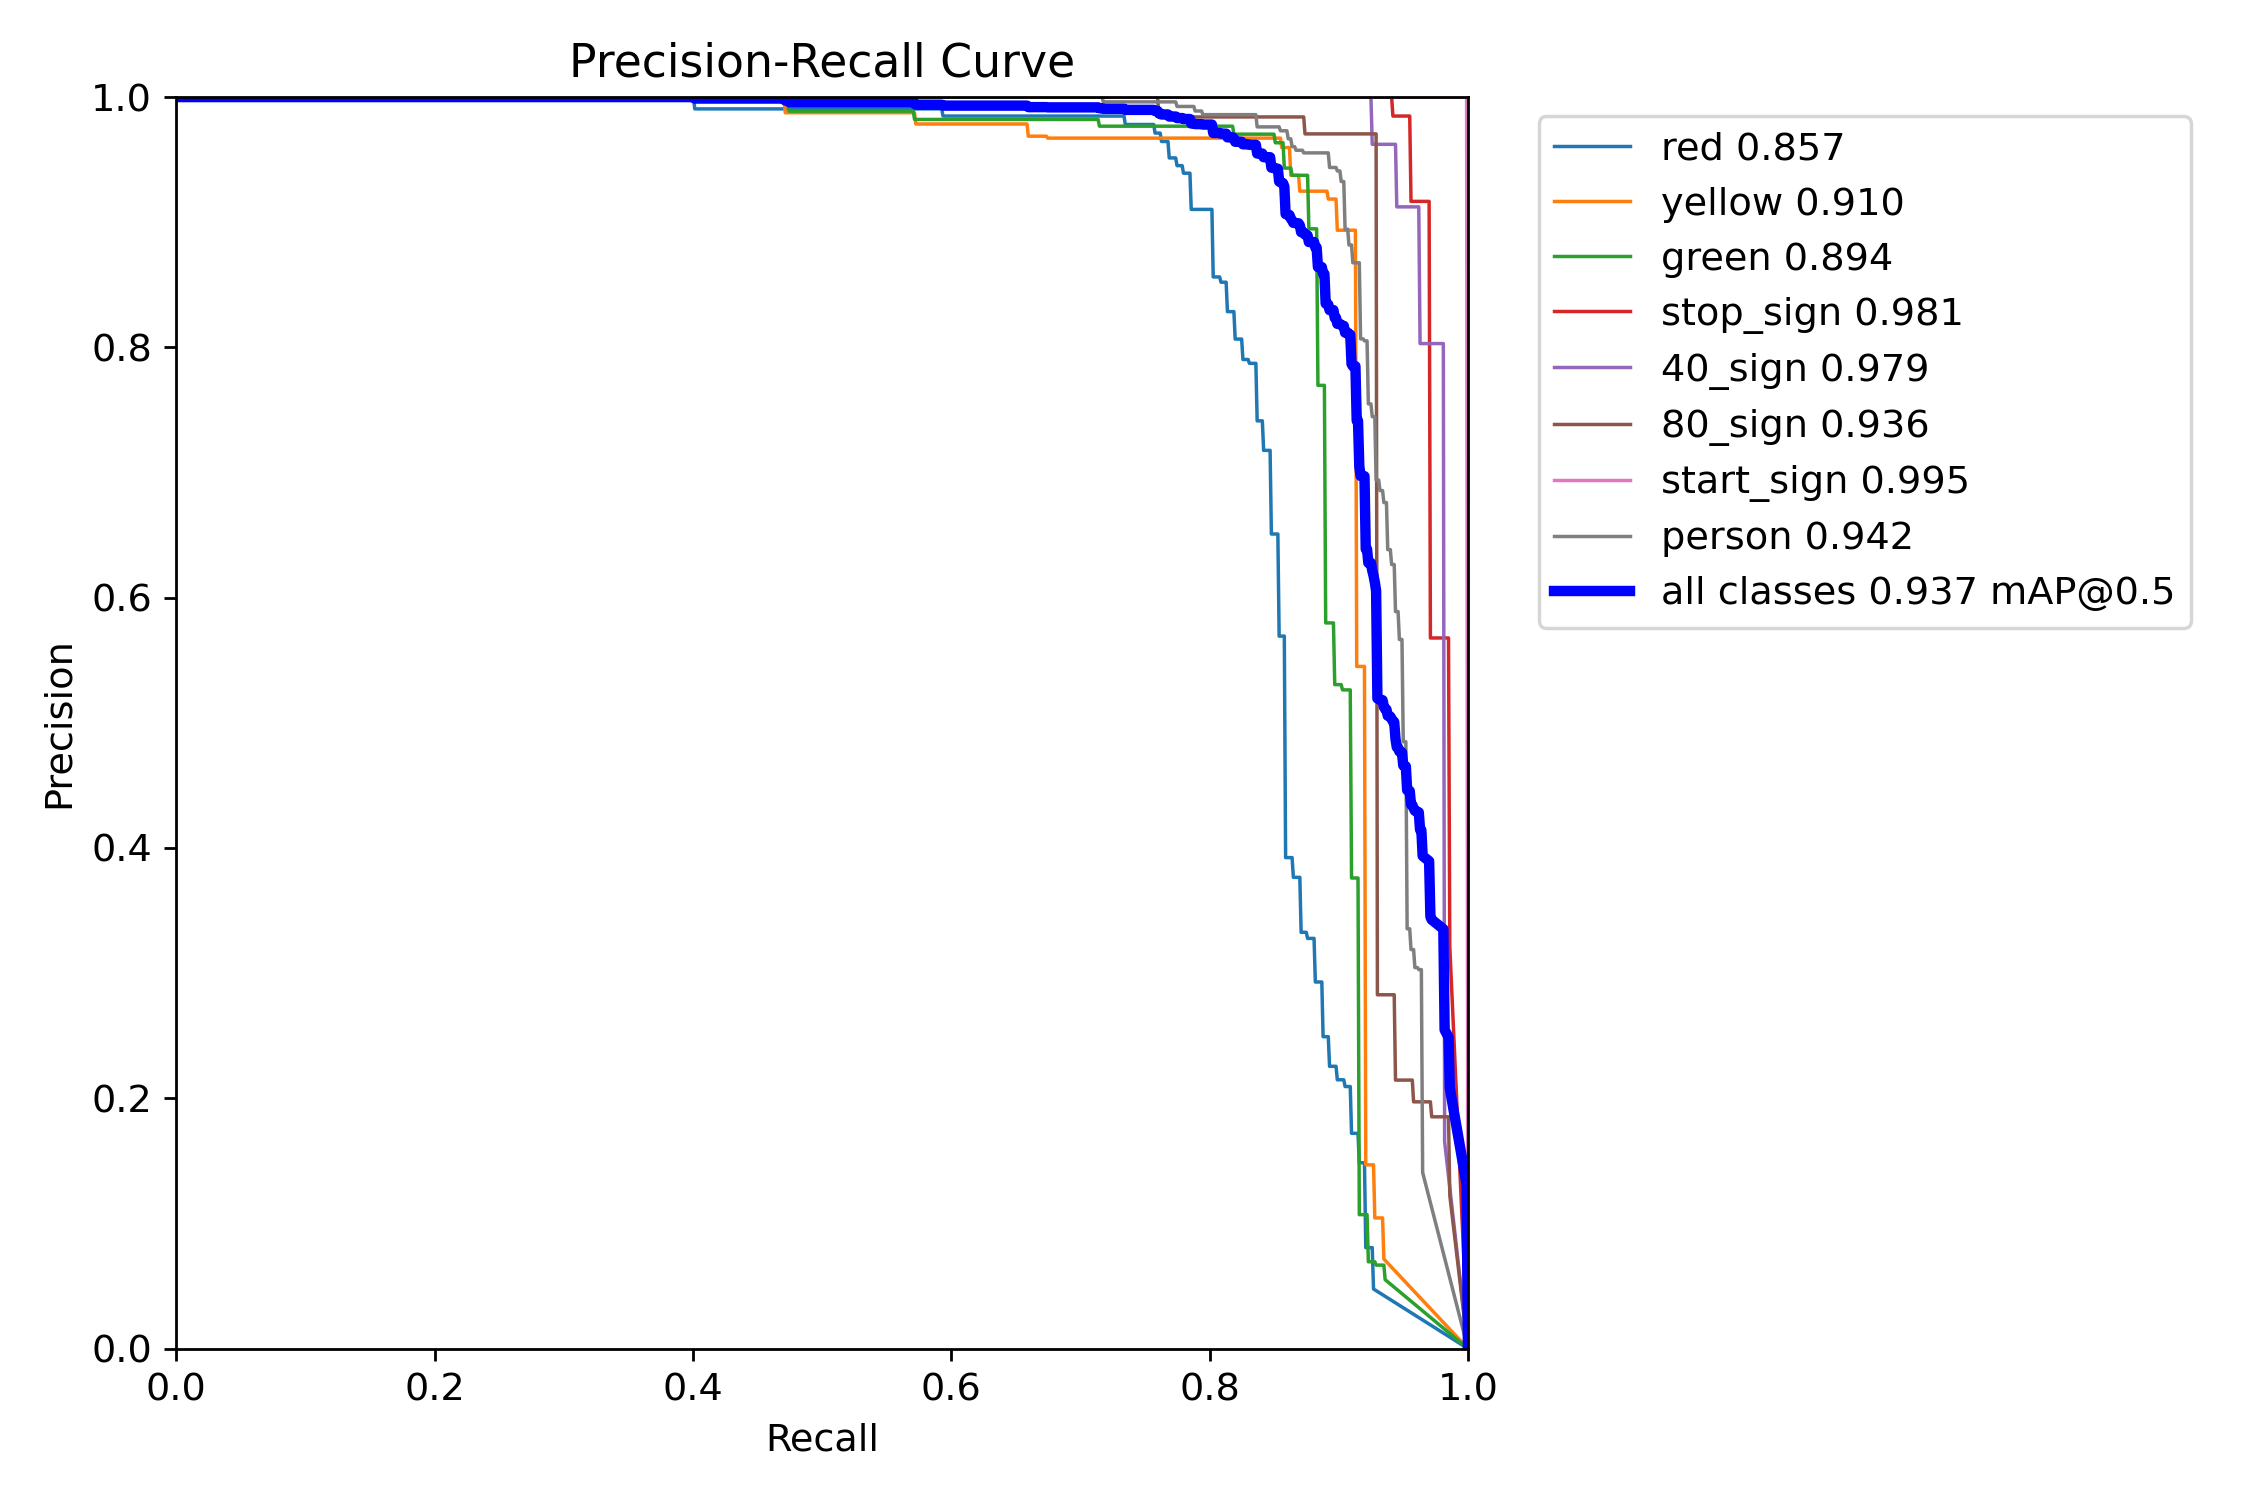 Precision-Recall Curve
1.0
0.8
0.6
0.4
0.2
0.0
Precision
0.0 0.2 0.4 0.6 0.8 1.0
Recall
red 0.857
yellow 0.910
green 0.894
stop_sign 0.981
40_sign 0.979
80_sign 0.936
start_sign 0.995
person 0.942
all classes 0.937 mAP@0.5